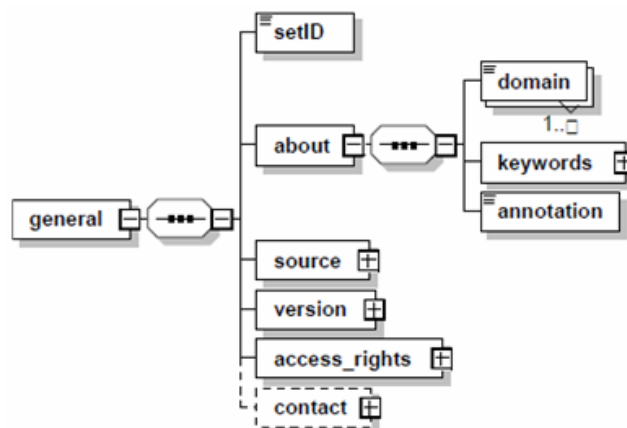 setID
domain
1..
about
keywords
general
annotation
source
version
access_rights
contact